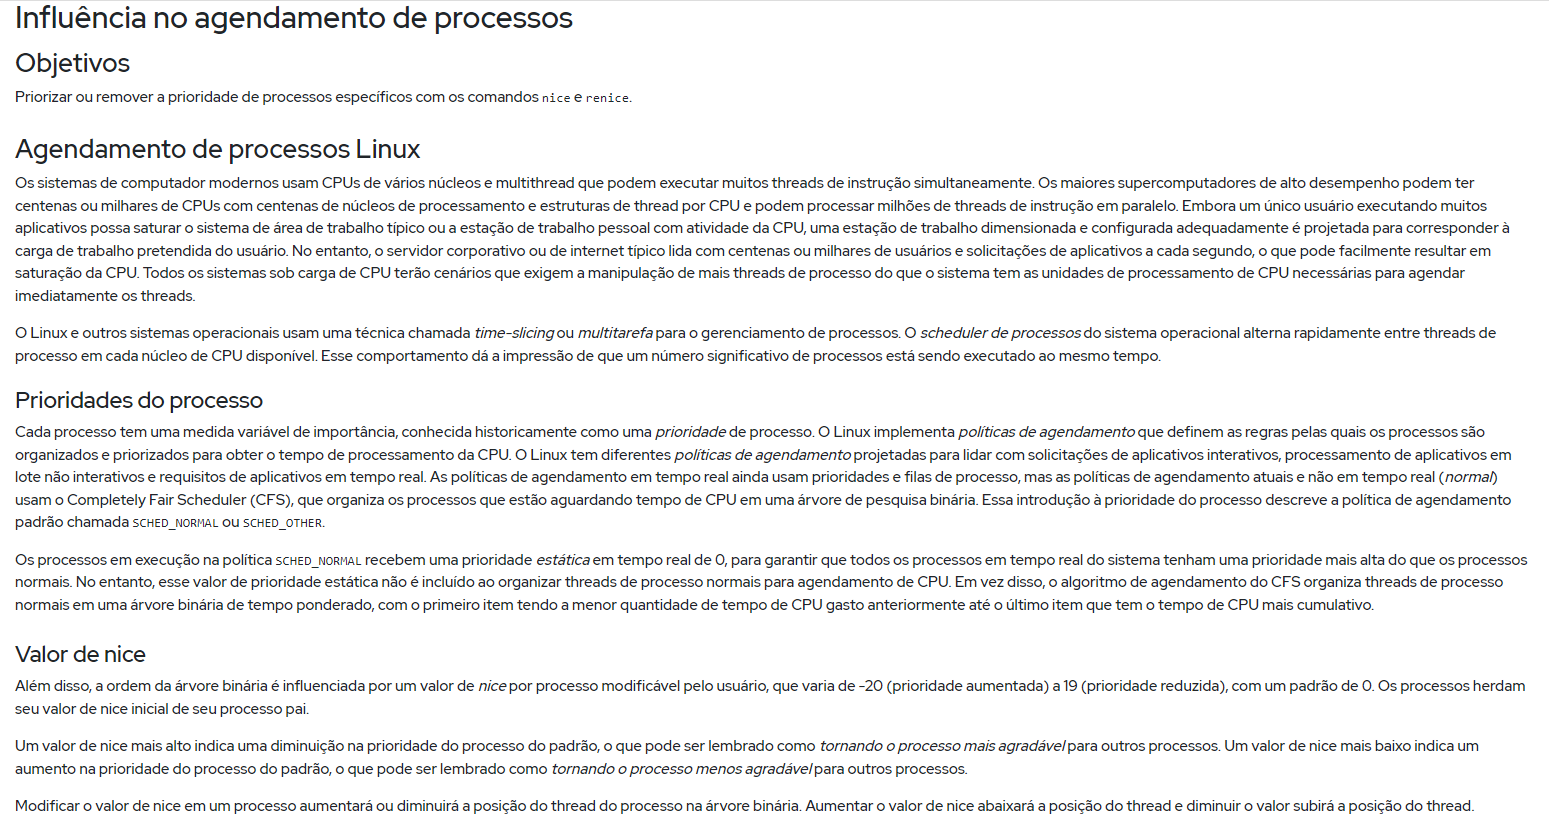 Influência no agendamento de processos
Objetivos
Priorizar ou remover a prioridade de processos específicos com os comandos nice e renice.
Agendamento de processos Linux
Os sistemas de computador modernos usam CPUs de vários núcleos e multithread que podem executar muitos threads de instrução simultaneamente. Os maiores supercomputadores de alto desempenho podem ter
centenas ou milhares de CPUs com centenas de núcleos de processamento e estruturas de thread por CPU e podem processar milhões de threads de instrução em paralelo. Embora um único usuário executando muitos
aplicativos possa saturar o sistema de área de trabalho típico ou a estação de trabalho pessoal com atividade da CPU, uma estação de trabalho dimensionada e configurada adequadamente é projetada para corresponder à
carga de trabalho pretendida do usuário. No entanto, o servidor corporativo ou de internet típico lida com centenas ou milhares de usuários e solicitações de aplicativos a cada segundo, o que pode facilmente resultar em
saturação da CPU. Todos os sistemas sob carga de CPU terão cenários que exigem a manipulação de mais threads de processo do que o sistema tem as unidades de processamento de CPU necessárias para agendar
imediatamente os threads.
O Linux e outros sistemas operacionais usam uma técnica chamada time-slicing ou multitarefa para o gerenciamento de processos. O scheduler de processos do sistema operacional alterna rapidamente entre threads de
processo em cada núcleo de CPU disponível. Esse comportamento dá a impressão de que um número significativo de processos está sendo executado ao mesmo tempo.
Prioridades do processo
Cada processo tem uma medida variável de importância, conhecida historicamente como uma prioridade de processo. O Linux implementa políticas de agendamento que definem as regras pelas quais os processos são
organizados e priorizados para obter o tempo de processamento da CPU. O Linux tem diferentes políticas de agendamento projetadas para lidar com solicitações de aplicativos interativos, processamento de aplicativos em
lote não interativos e requisitos de aplicativos em tempo real. As políticas de agendamento em tempo real ainda usam prioridades e filas de processo, mas as políticas de agendamento atuais e não em tempo real (normal)
usam o Completely Fair Scheduler (CFS), que organiza os processos que estão aguardando tempo de CPU em uma árvore de pesquisa binária. Essa introdução à prioridade do processo descreve a política de agendamento
padrão chamada SCHED_NORMAL ou SCHED_OTHER.
Os processos em execução na política SCHED_NORMAL recebem uma prioridade estática em tempo real de 0, para garantir que todos os processos em tempo real do sistema tenham uma prioridade mais alta do que os processos
normais. No entanto, esse valor de prioridade estática não é incluído ao organizar threads de processo normais para agendamento de CPU. Em vez disso, o algoritmo de agendamento do CFS organiza threads de processo
normais em uma árvore binária de tempo ponderado, com o primeiro item tendo a menor quantidade de tempo de CPU gasto anteriormente até o último item que tem o tempo de CPU mais cumulativo.
Valor de nice
Além disso, a ordem da árvore binária é influenciada por um valor de nice por processo modificável pelo usuário, que varia de -20 (prioridade aumentada) a 19 (prioridade reduzida), com um padrão de 0. Os processos herdam
seu valor de nice inicial de seu processo pai.
Um valor de nice mais alto indica uma diminuição na prioridade do processo do padrão, o que pode ser lembrado como tornando o processo mais agradável para outros processos. Um valor de nice mais baixo indica um
aumento na prioridade do processo do padrão, o que pode ser lembrado como tornando o processo menos agradável para outros processos.
Modificar o valor de nice em um processo aumentará ou diminuirá a posição do thread do processo na árvore binária. Aumentar o valor de nice abaixará a posição do thread e diminuir o valor subirá a posição do thread.